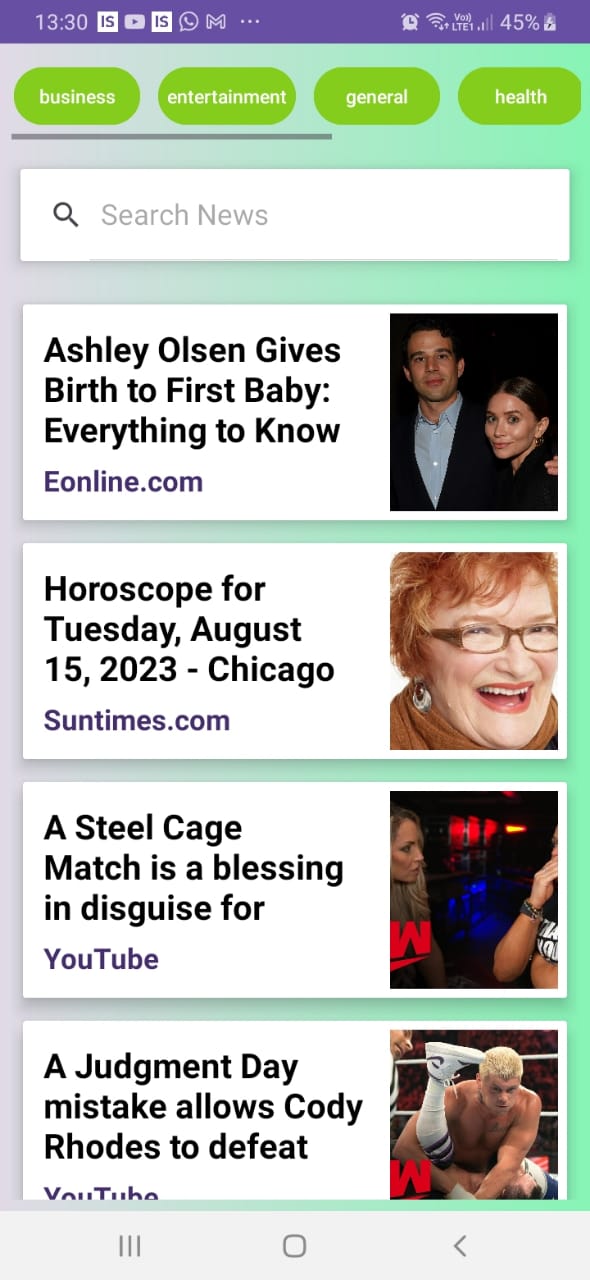 13:30 IS IS ... Vo)) LTE1 45%
business entertainment general health
Search News
Ashley Olsen Gives
Birth to First Baby:
Everything to Know
Eonline.com
Horoscope for
Tuesday, August
15, 2023 - Chicago
Suntimes.com
A Steel Cage
Match is a blessing
in disguise for
YouTube
A Judgment Day
mistake allows Cody
Rhodes to defeat
YouTube